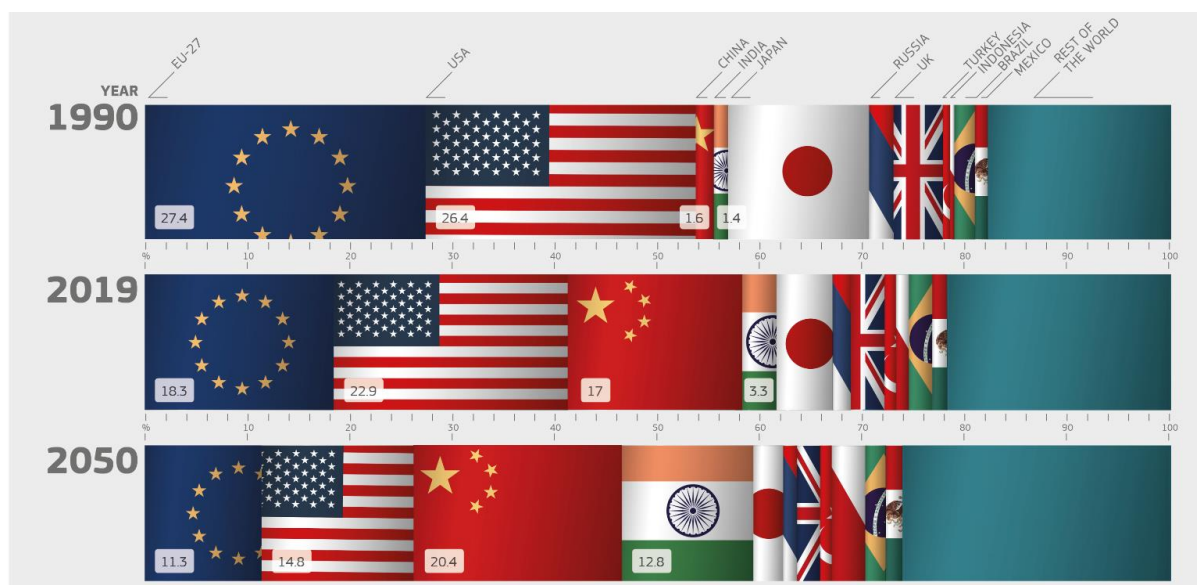 EU-27
USA
CHINA
INDIA
JAPAN
RUSSIA
UK
TURKEY
INDONESIA
BRAZIL
MEXICO
REST OF
THE WORLD
YEAR
1990
27.4
26.4
1.6
1.4
% 10 20 30 40 50 60 70 80 90 100
2019
18.3
22.9
17
3.3
% 10 20 30 40 50 60 70 80 90 100
2050
11.3
14.8
20.4
12.8